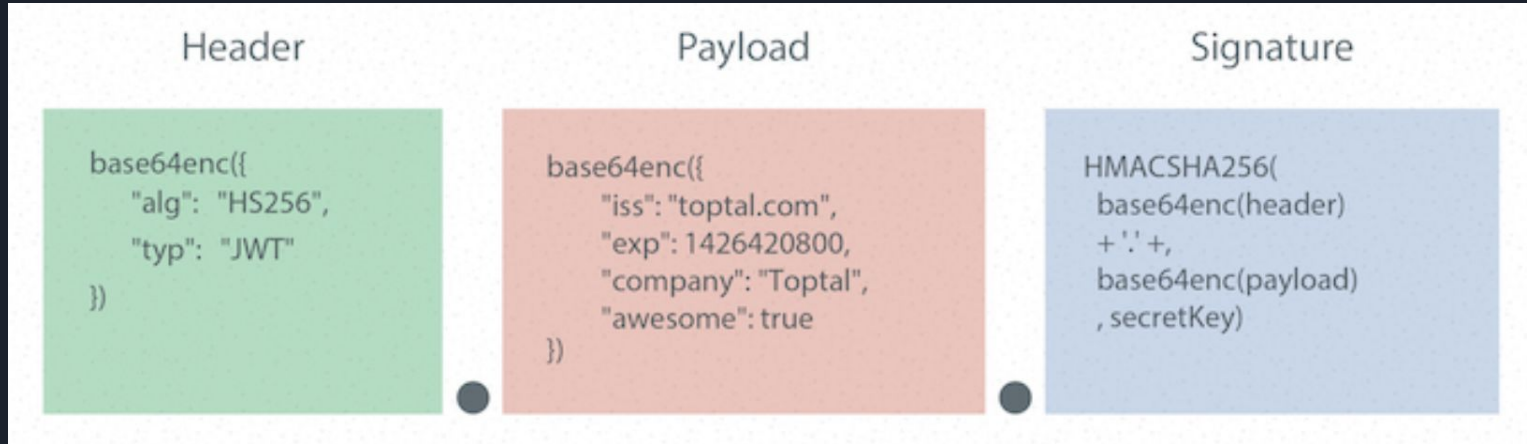 Header
base64enc({
"alg": "HS256",
"typ": "JWT"
})
Payload
base64enc({
"iss": "toptal.com",
"exp": 1426420800,
"company": "Toptal",
"awesome": true
})
Signature
HMACSHA256(
base64enc(header)
+ '.' +,
base64enc(payload)
, secretKey)